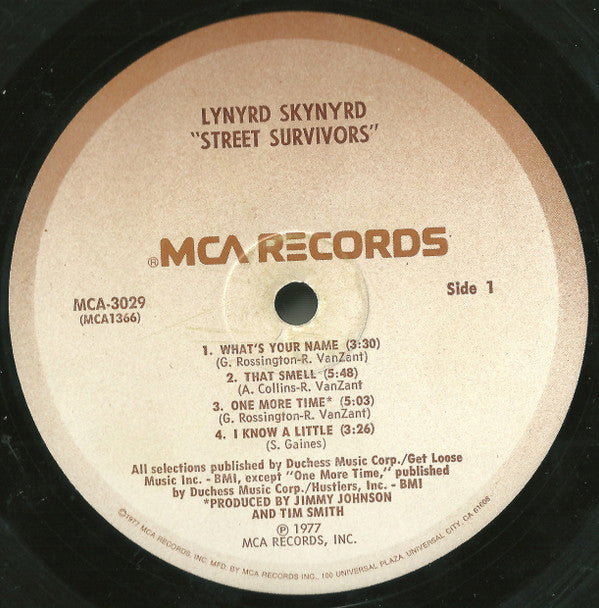 LYNYRD SKYNYRD
"STREET SURVIVORS"
®MCA RECORDS
MCA-3029
(MCA1366)
Side 1
1. WHAT'S YOUR NAME (3:30)
(G. Rossington-R. VanZant)
2. THAT SMELL (5:48)
(A. Collins-R. VanZant
3. ONE MORE TIME* (5:03)
(G. Rossington-R. VanZant)
4. I KNOW A LITTLE (3:26)
(S. Gaines)
All selections published by Duchess Music Corp./Get Loose
Music Inc. - BMI, except "One More Time," published
by Duchess Music Corp./Hustlers, Inc. - BMI
*PRODUCED BY JIMMY JOHNSON
AND TIM SMITH
℗ 1977
MCA RECORDS, INC.
©1977 MCA RECORDS, INC. MFD. BY MCA RECORDS INC., 100 UNIVERSAL PLAZA, UNIVERSAL CITY, CA 61608